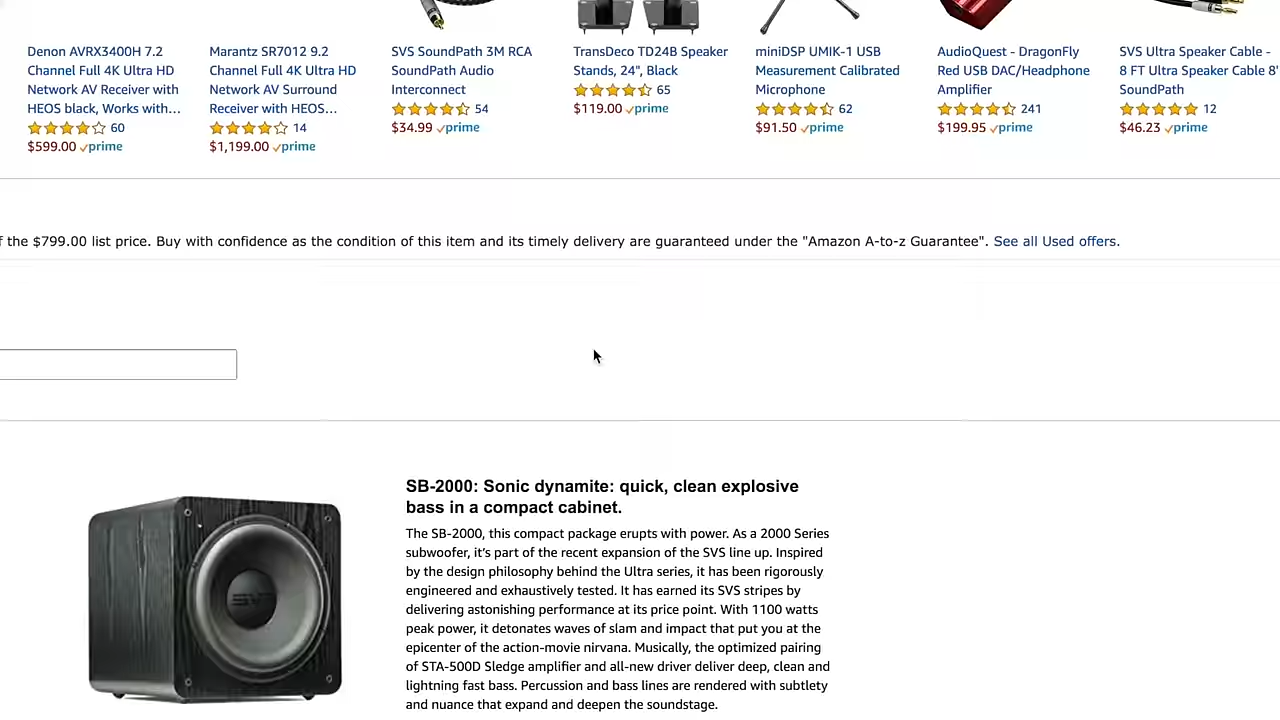 Denon AVRX3400H 7.2
Channel Full 4K Ultra HD
Network AV Receiver with
HEOS black, Works with...
60
$599.00 prime
Marantz SR7012 9.2
Channel Full 4K Ultra HD
Network AV Surround
Receiver with HEOS...
14
$1,199.00 prime
SVS SoundPath 3M RCA
SoundPath Audio
Interconnect
54
$34.99 prime
TransDeco TD24B Speaker
Stands, 24", Black
65
$119.00 prime
miniDSP UMIK-1 USB
Measurement Calibrated
Microphone
62
$91.50 prime
AudioQuest - DragonFly
Red USB DAC/Headphone
Amplifier
241
$199.95 prime
SVS Ultra Speaker Cable -
8 FT Ultra Speaker Cable 8'
SoundPath
12
$46.23 prime
f the $799.00 list price. Buy with confidence as the condition of this item and its timely delivery are guaranteed under the "Amazon A-to-z Guarantee". See all Used offers.
SB-2000: Sonic dynamite: quick, clean explosive
bass in a compact cabinet.
The SB-2000, this compact package erupts with power. As a 2000 Series
subwoofer, it's part of the recent expansion of the SVS line up. Inspired
by the design philosophy behind the Ultra series, it has been rigorously
engineered and exhaustively tested. It has earned its SVS stripes by
delivering astonishing performance at its price point. With 1100 watts
peak power, it detonates waves of slam and impact that put you at the
epicenter of the action-movie nirvana. Musically, the optimized pairing
of STA-500D Sledge amplifier and all-new driver deliver deep, clean and
lightning fast bass. Percussion and bass lines are rendered with subtlety
and nuance that expand and deepen the soundstage.
SVS